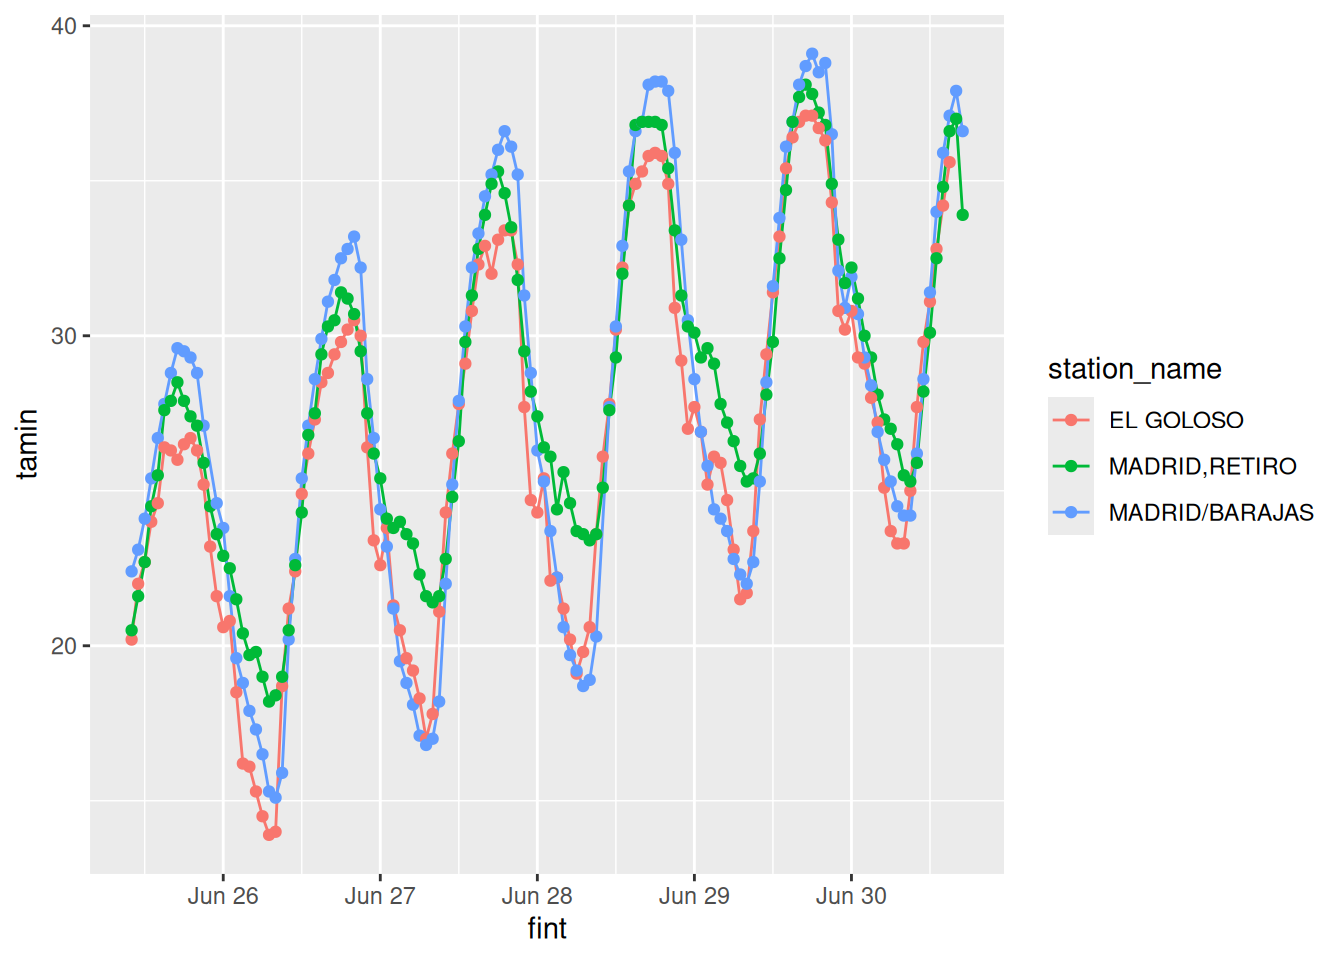 40
30
20
tamin
Jun 26
Jun 27
Jun 28
Jun 29
Jun 30
fint
station_name
EL GOLOSO
MADRID,RETIRO
MADRID/BARAJAS